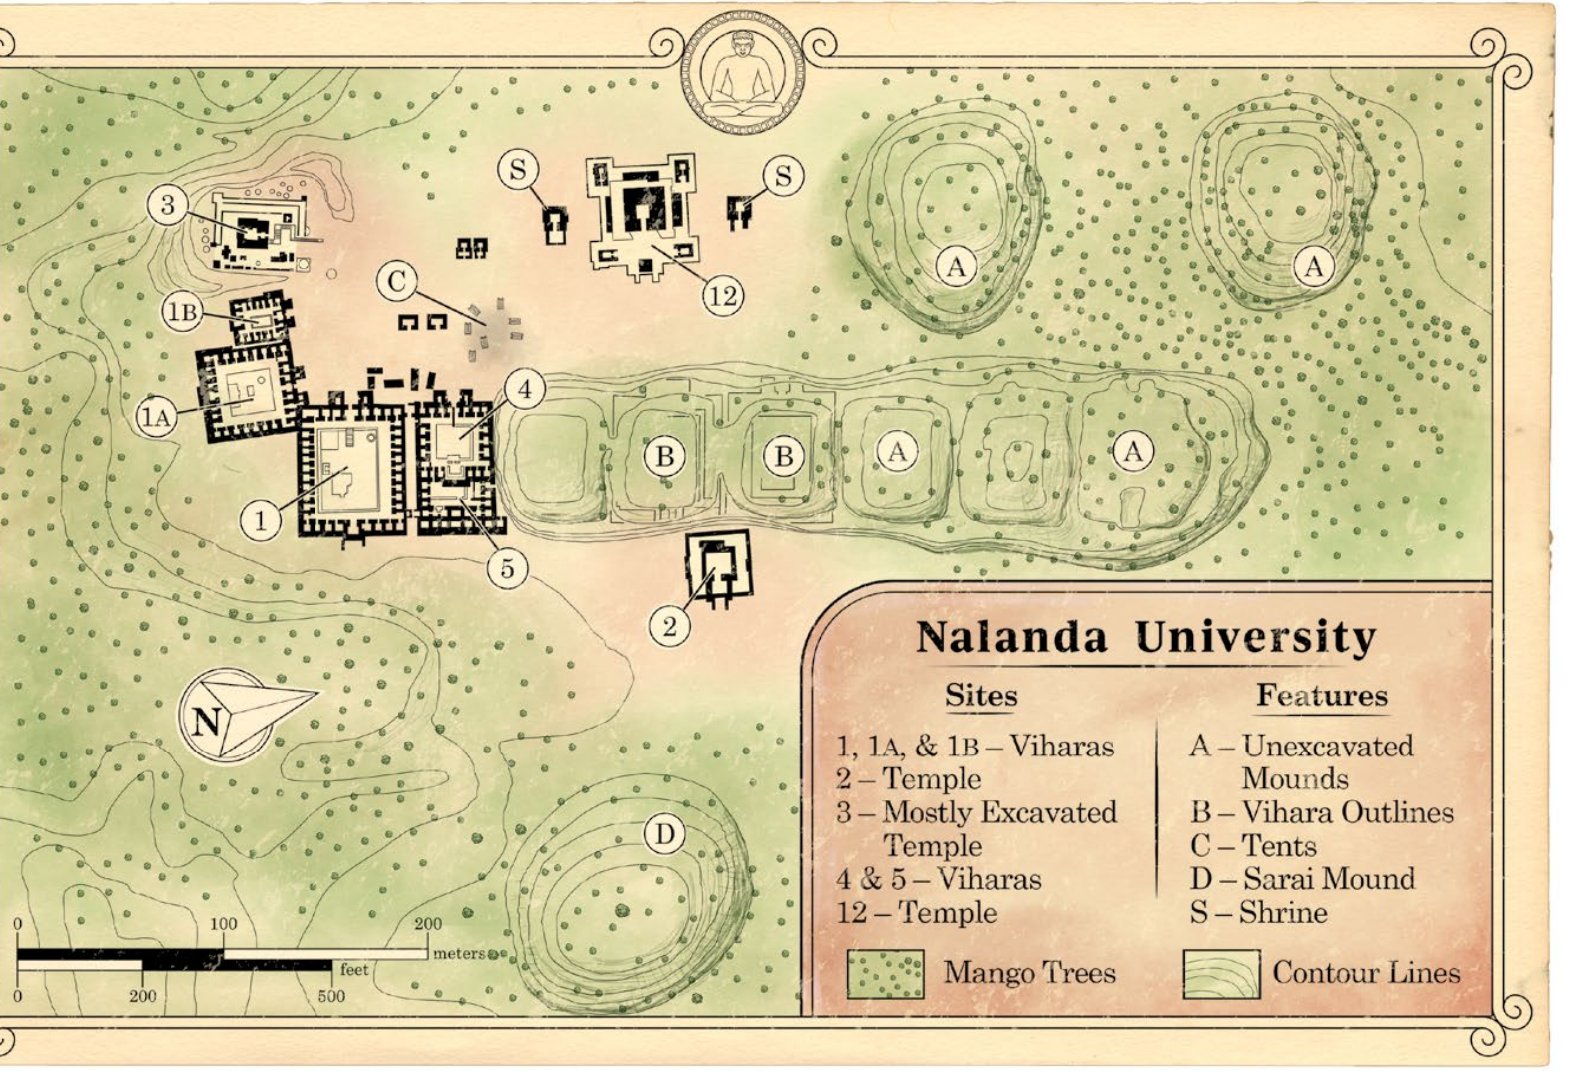 S
S
3
C
12
A
A
1B
4
1A
B
B
A
A
1
5
2
N
D
Nalanda University
Sites
1, 1A, & 1B – Viharas
2 – Temple
3 – Mostly Excavated
Temple
4 & 5 – Viharas
12 – Temple
Features
A – Unexcavated
Mounds
B – Vihara Outlines
C – Tents
D – Sarai Mound
S – Shrine
Mango Trees
Contour Lines
0 100 200
meters
feet
0 200 500